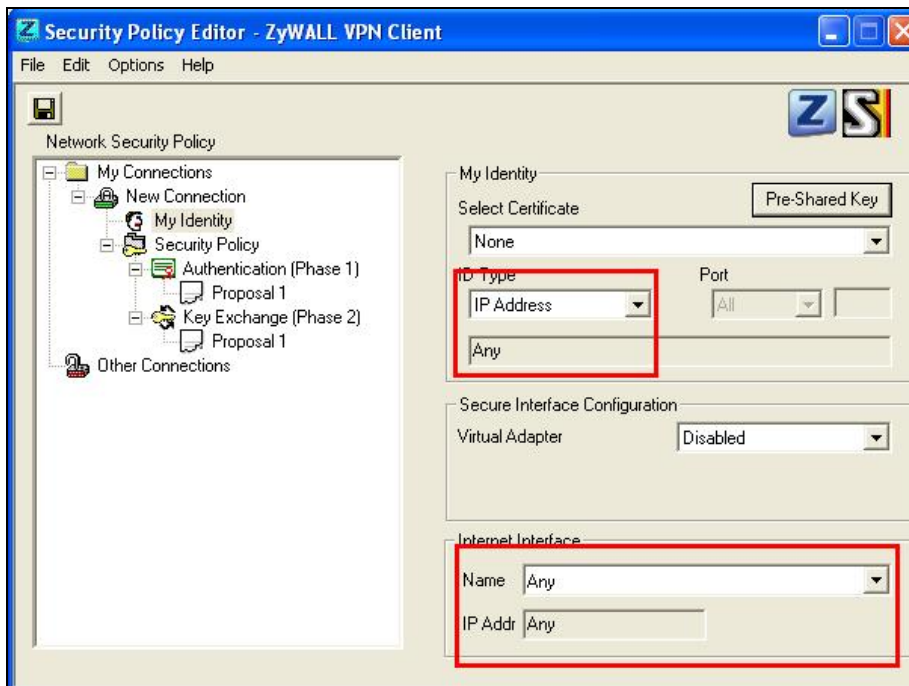 Security Policy Editor - ZyWALL VPN Client
File Edit Options Help
Network Security Policy
My Connections
New Connection
My Identity
Security Policy
Authentication (Phase 1)
Proposal 1
Key Exchange (Phase 2)
Proposal 1
Other Connections
Z S
My Identity
Select Certificate
Pre-Shared Key
None
ID Type Port
IP Address All
Any
Secure Interface Configuration
Virtual Adapter Disabled
Internet Interface
Name Any
IP Addr Any